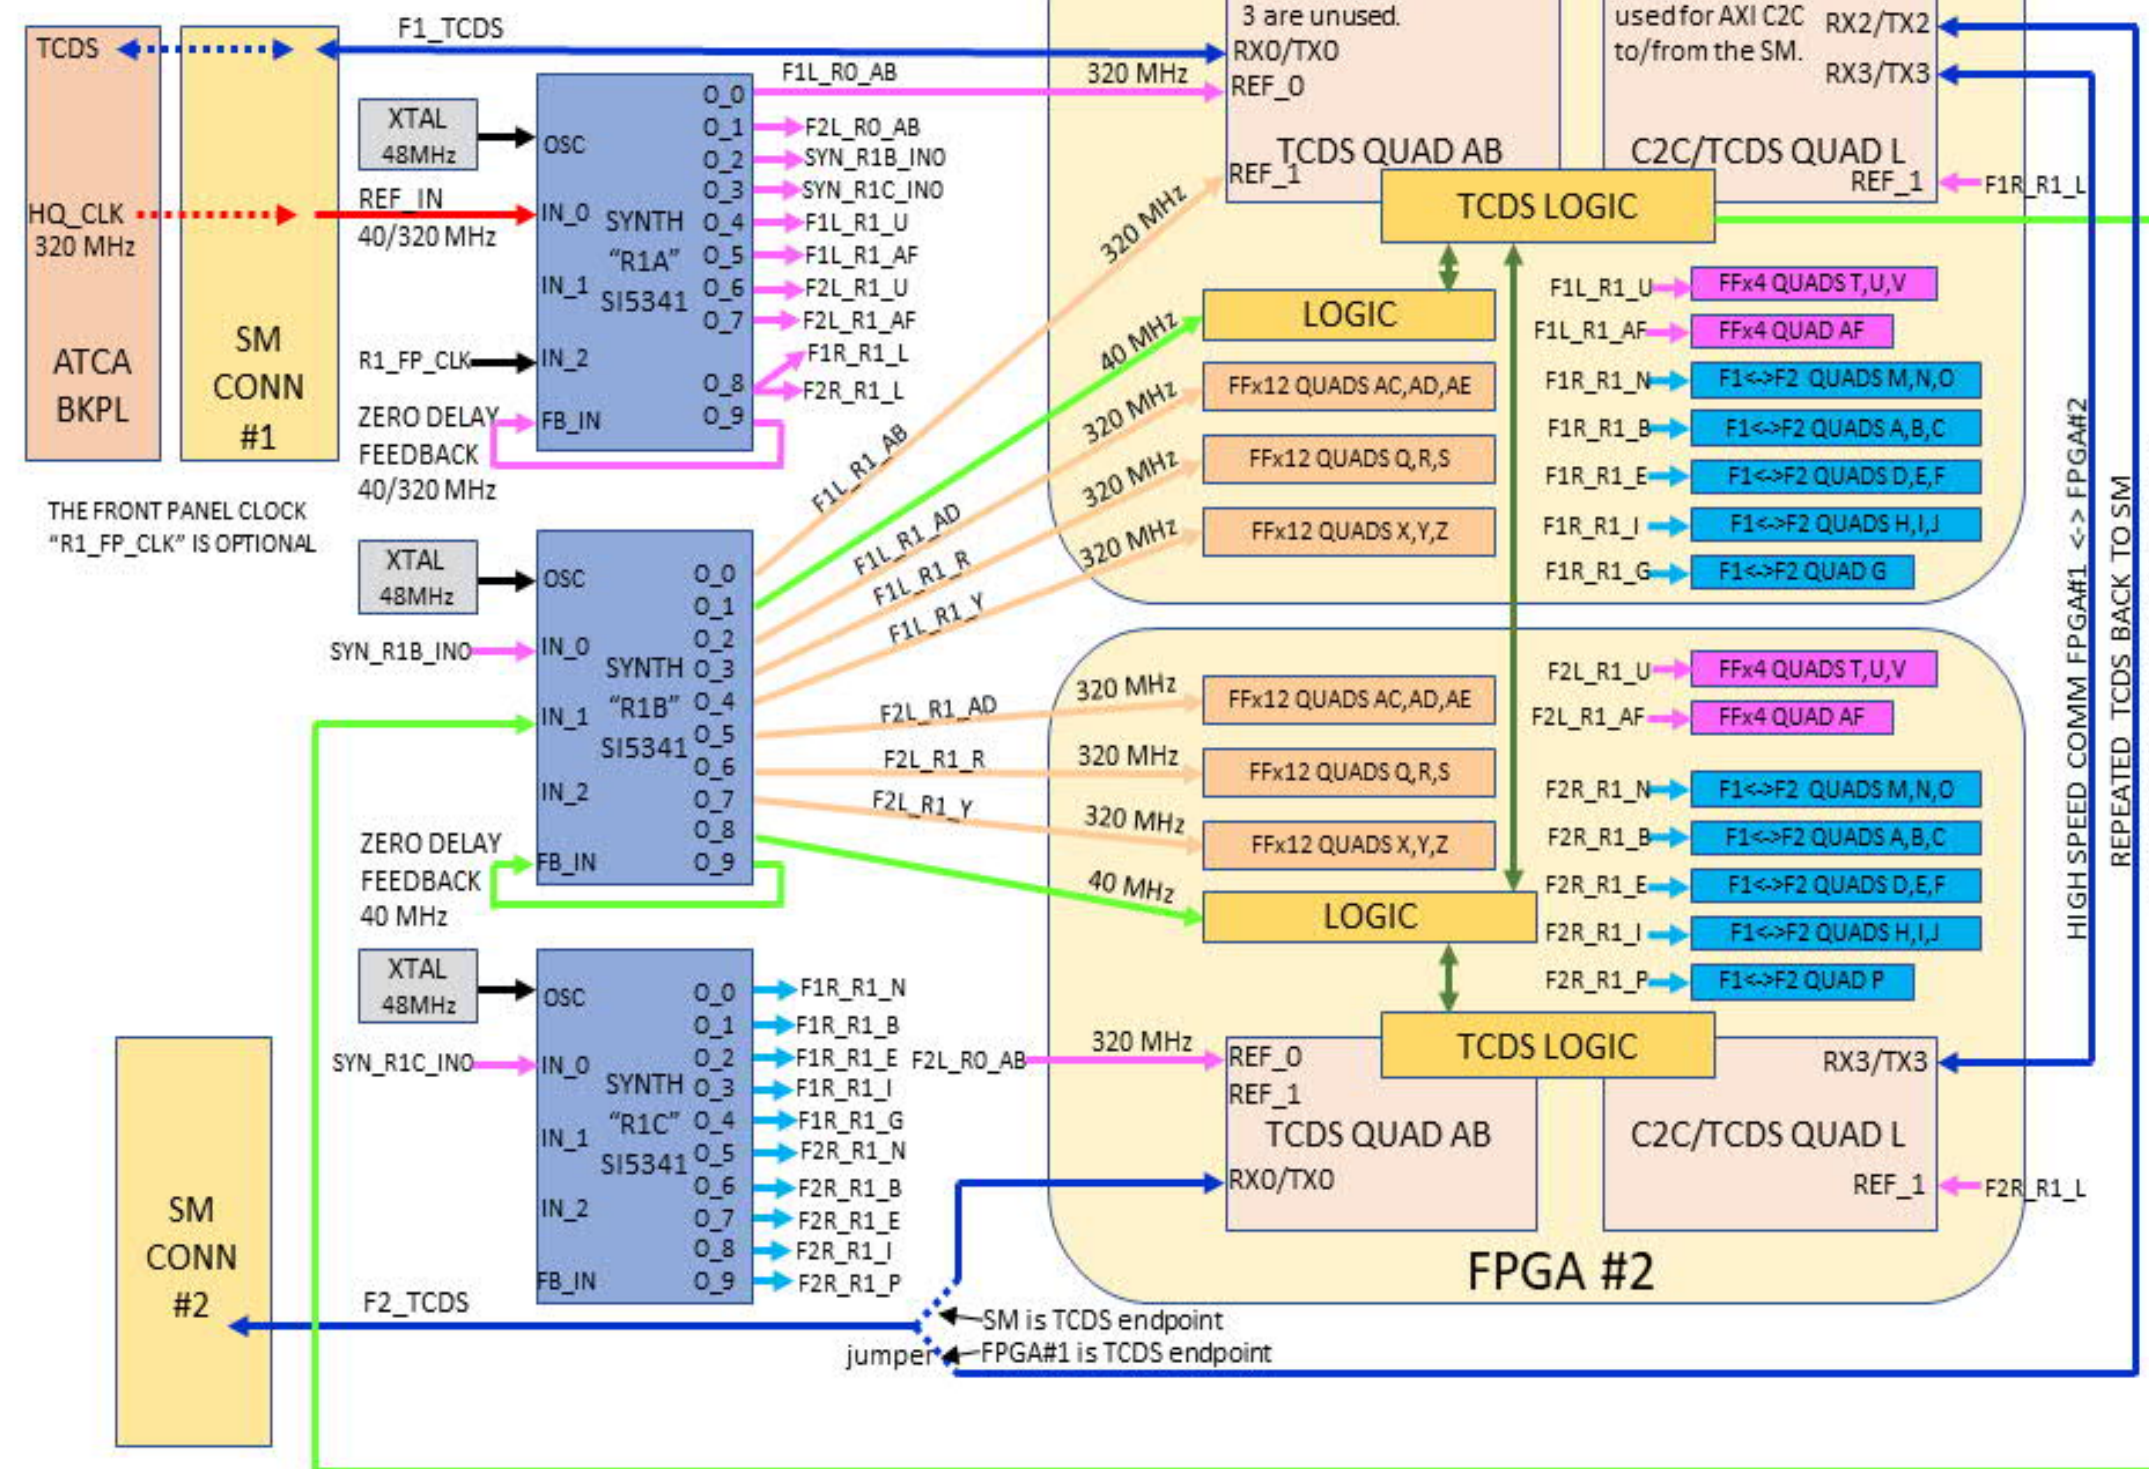 TCDS
HQ_CLK
320 MHz
ATCA
BKPL
SM
CONN
#1
F1_TCDS
XTAL
48MHz
REF_IN
40/320 MHz
R1_FP_CLK
ZERO DELAY
FEEDBACK
40/320 MHz
THE FRONT PANEL CLOCK
“R1_FP_CLK” IS OPTIONAL
OSC
IN_0
IN_1
IN_2
FB_IN
SYNTH
“R1A”
SI5341
O_0
O_1
O_2
O_3
O_4
O_5
O_6
O_7
O_8
O_9
F1L_R0_AB
320 MHz
F2L_R0_AB
SYN_R1B_IN0
SYN_R1C_IN0
F1L_R1_U
F1L_R1_AF
F2L_R1_U
F2L_R1_AF
F1R_R1_L
F2R_R1_L
XTAL
48MHz
SYN_R1B_IN0
ZERO DELAY
FEEDBACK
40 MHz
OSC
IN_0
IN_1
IN_2
FB_IN
SYNTH
“R1B”
SI5341
O_0
O_1
O_2
O_3
O_4
O_5
O_6
O_7
O_8
O_9
F1L_R1_AB
320 MHz
40 MHz
F1L_R1_AD
320 MHz
F1L_R1_R
320 MHz
F1L_R1_Y
320 MHz
F2L_R1_AD
320 MHz
F2L_R1_R
320 MHz
F2L_R1_Y
320 MHz
40 MHz
XTAL
48MHz
SYN_R1C_IN0
OSC
IN_0
IN_1
IN_2
FB_IN
SYNTH
“R1C”
SI5341
O_0
O_1
O_2
O_3
O_4
O_5
O_6
O_7
O_8
O_9
F1R_R1_N
F1R_R1_B
F1R_R1_E
F1R_R1_I
F1R_R1_G
F2R_R1_N
F2R_R1_B
F2R_R1_E
F2R_R1_I
F2R_R1_P
SM
CONN
#2
F2_TCDS
jumper
SM is TCDS endpoint
FPGA#1 is TCDS endpoint
3 are unused.
RX0/TX0
REF_0
TCDS QUAD AB
REF_1
used for AXI C2C
to/from the SM.
RX2/TX2
RX3/TX3
C2C/TCDS QUAD L
REF_1
F1R_R1_L
TCDS LOGIC
LOGIC
FFx12 QUADS AC,AD,AE
FFx12 QUADS Q,R,S
FFx12 QUADS X,Y,Z
F1L_R1_U
FFx4 QUADS T,U,V
F1L_R1_AF
FFx4 QUAD AF
F1R_R1_N
F1<->F2 QUADS M,N,O
F1R_R1_B
F1<->F2 QUADS A,B,C
F1R_R1_E
F1<->F2 QUADS D,E,F
F1R_R1_I
F1<->F2 QUADS H,I,J
F1R_R1_G
F1<->F2 QUAD G
FFx12 QUADS AC,AD,AE
FFx12 QUADS Q,R,S
FFx12 QUADS X,Y,Z
LOGIC
F2L_R1_U
FFx4 QUADS T,U,V
F2L_R1_AF
FFx4 QUAD AF
F2R_R1_N
F1<->F2 QUADS M,N,O
F2R_R1_B
F1<->F2 QUADS A,B,C
F2R_R1_E
F1<->F2 QUADS D,E,F
F2R_R1_I
F1<->F2 QUADS H,I,J
F2R_R1_P
F1<->F2 QUAD P
TCDS LOGIC
F2L_R0_AB
320 MHz
REF_0
REF_1
TCDS QUAD AB
RX0/TX0
RX3/TX3
C2C/TCDS QUAD L
REF_1
F2R_R1_L
FPGA #2
HIGH SPEED COMM FPGA#1 <-> FPGA#2
REPEATED TCDS BACK TO SM